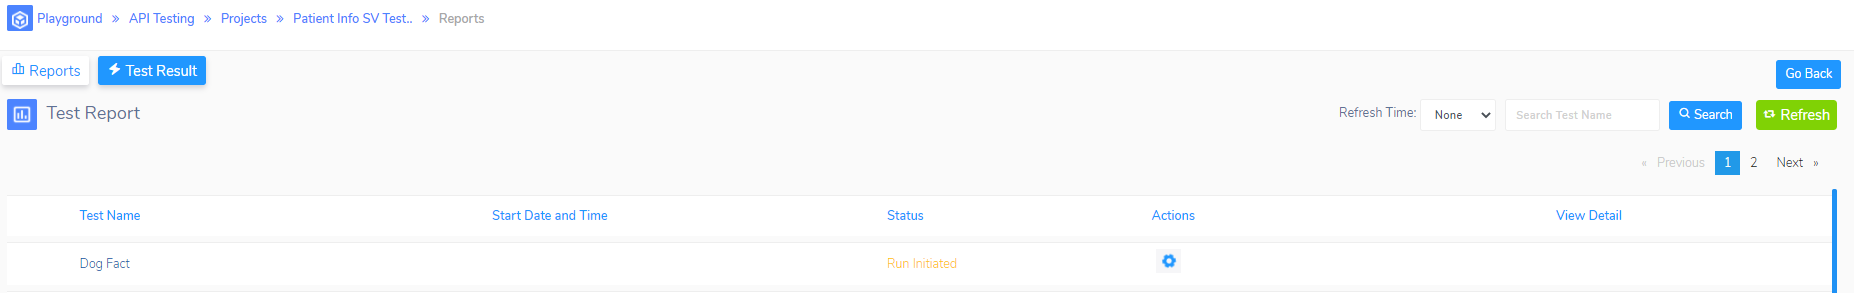 Playground » API Testing » Projects » Patient Info SV Test.. » Reports
Reports Test Result Go Back
Test Report Refresh Time: None Search Test Name Search Refresh
« Previous 1 2 Next »
Test Name Start Date and Time Status Actions View Detail
Dog Fact Run Initiated